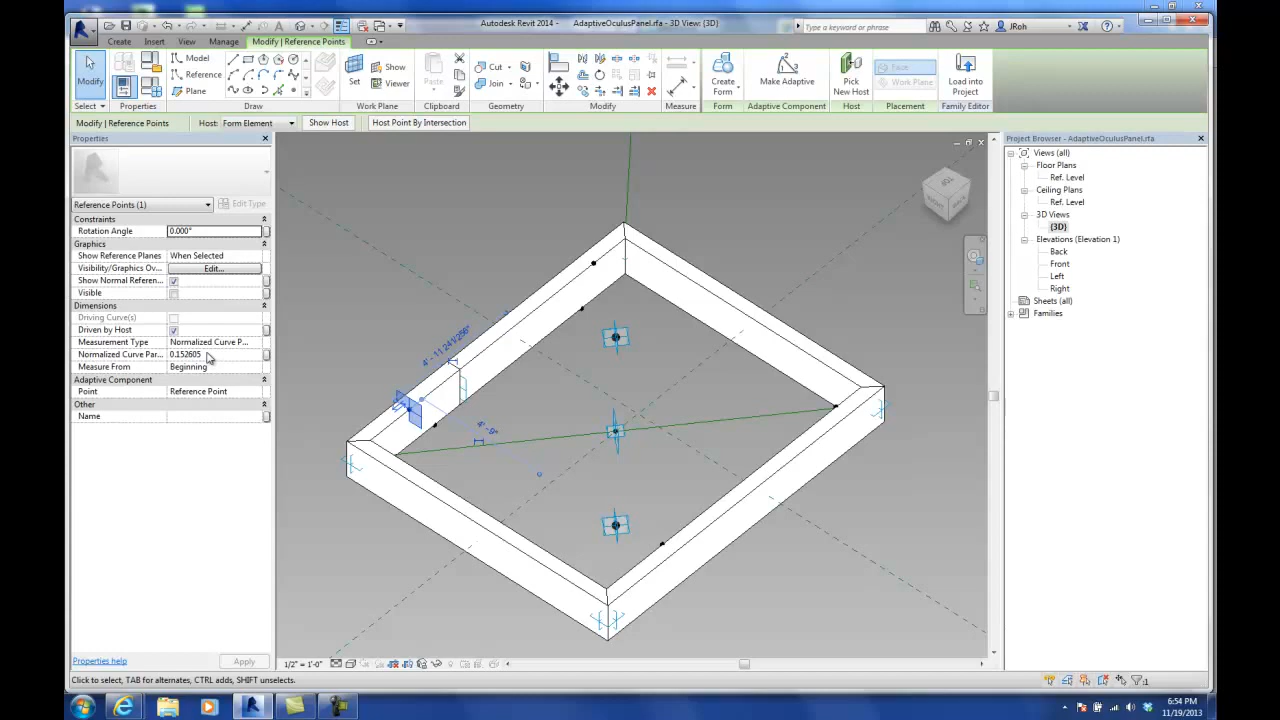 Autodesk Revit 2014 - AdaptiveOculusPanel.rfa - 3D View: {3D}
Type a keyword or phrase
JRoh
Create Insert View Manage Modify | Reference Points
Modify
Model
Reference
Plane
Set
Show
Viewer
Paste
Cut
Join
Create Form
Make Adaptive
Pick New Host
Face
Work Plane
Load into Project
Select Properties Draw Work Plane Clipboard Geometry Modify Measure Form Adaptive Component Host Placement Family Editor
Modify | Reference Points Host: Form Element Show Host Host Point By Intersection
Properties
Reference Points (1) Edit Type
Constraints
Rotation Angle 0.000°
Graphics
Show Reference Planes When Selected
Visibility/Graphics Ov... Edit...
Show Normal Referen...
Visible
Dimensions
Driving Curve(s)
Driven by Host
Measurement Type Normalized Curve P...
Normalized Curve Par... 0.152605
Measure From Beginning
Adaptive Component
Point Reference Point
Other
Name
Properties help Apply
4' - 9"
TOP
Project Browser - AdaptiveOculusPanel.rfa
Views (all)
Floor Plans
Ref. Level
Ceiling Plans
Ref. Level
3D Views
{3D}
Elevations (Elevation 1)
Back
Front
Left
Right
Sheets (all)
Families
1/2" = 1'-0"
Click to select, TAB for alternates, CTRL adds, SHIFT unselects.
:1
6:54 PM
11/19/2013